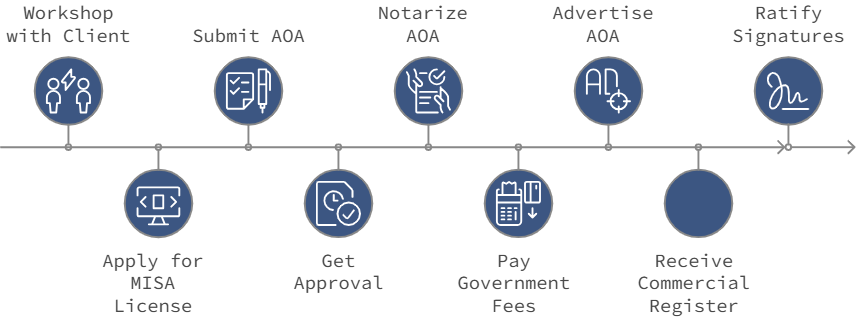 Workshop
with Client
Apply for
MISA
License
Submit AOA
Get
Approval
Notarize
AOA
Pay
Government
Fees
Advertise
AOA
AD
Receive
Commercial
Register
Ratify
Signatures